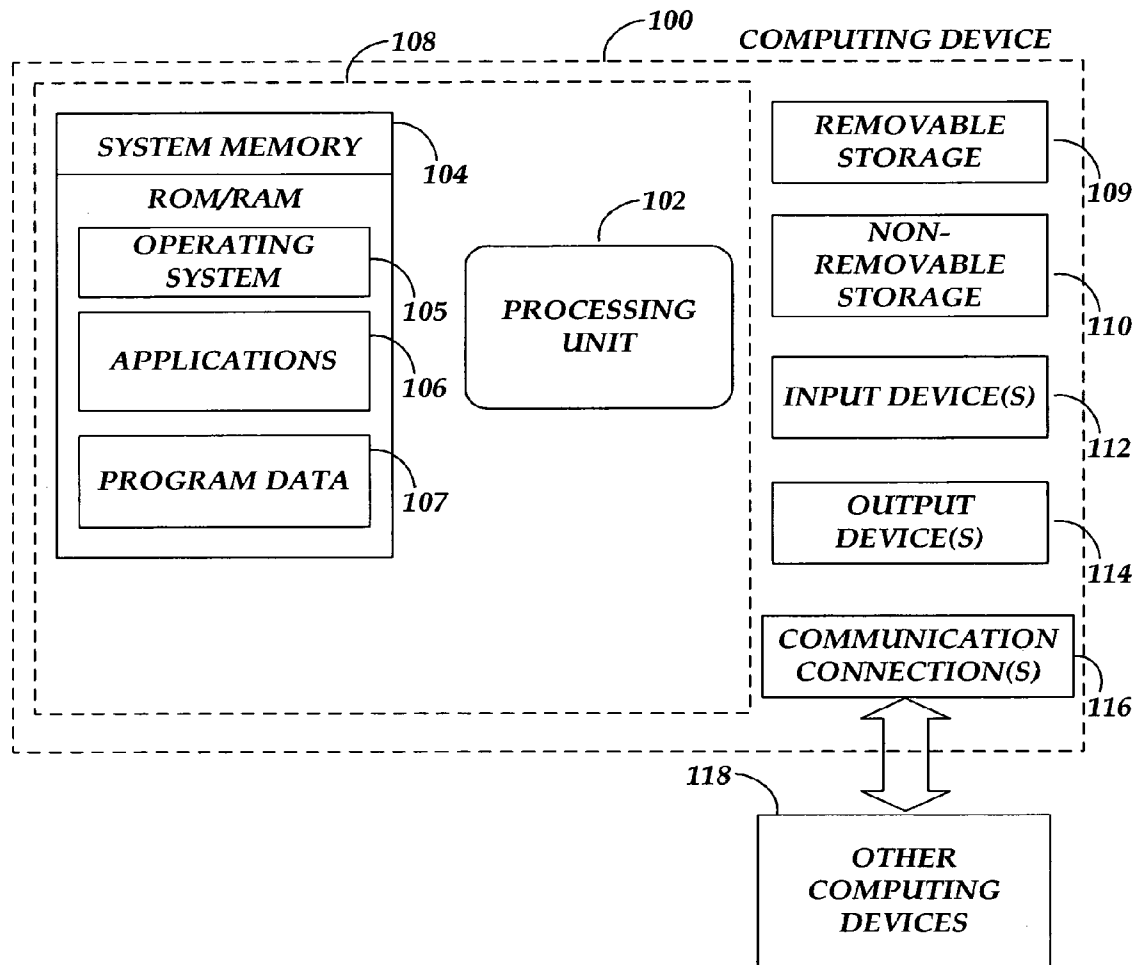 100
COMPUTING DEVICE
108
SYSTEM MEMORY
104
ROM/RAM
OPERATING
SYSTEM
105
APPLICATIONS
106
PROGRAM DATA
107
102
PROCESSING
UNIT
REMOVABLE
STORAGE
109
NON-
REMOVABLE
STORAGE
110
INPUT DEVICE(S)
112
OUTPUT
DEVICE(S)
114
COMMUNICATION
CONNECTION(S)
116
118
OTHER
COMPUTING
DEVICES